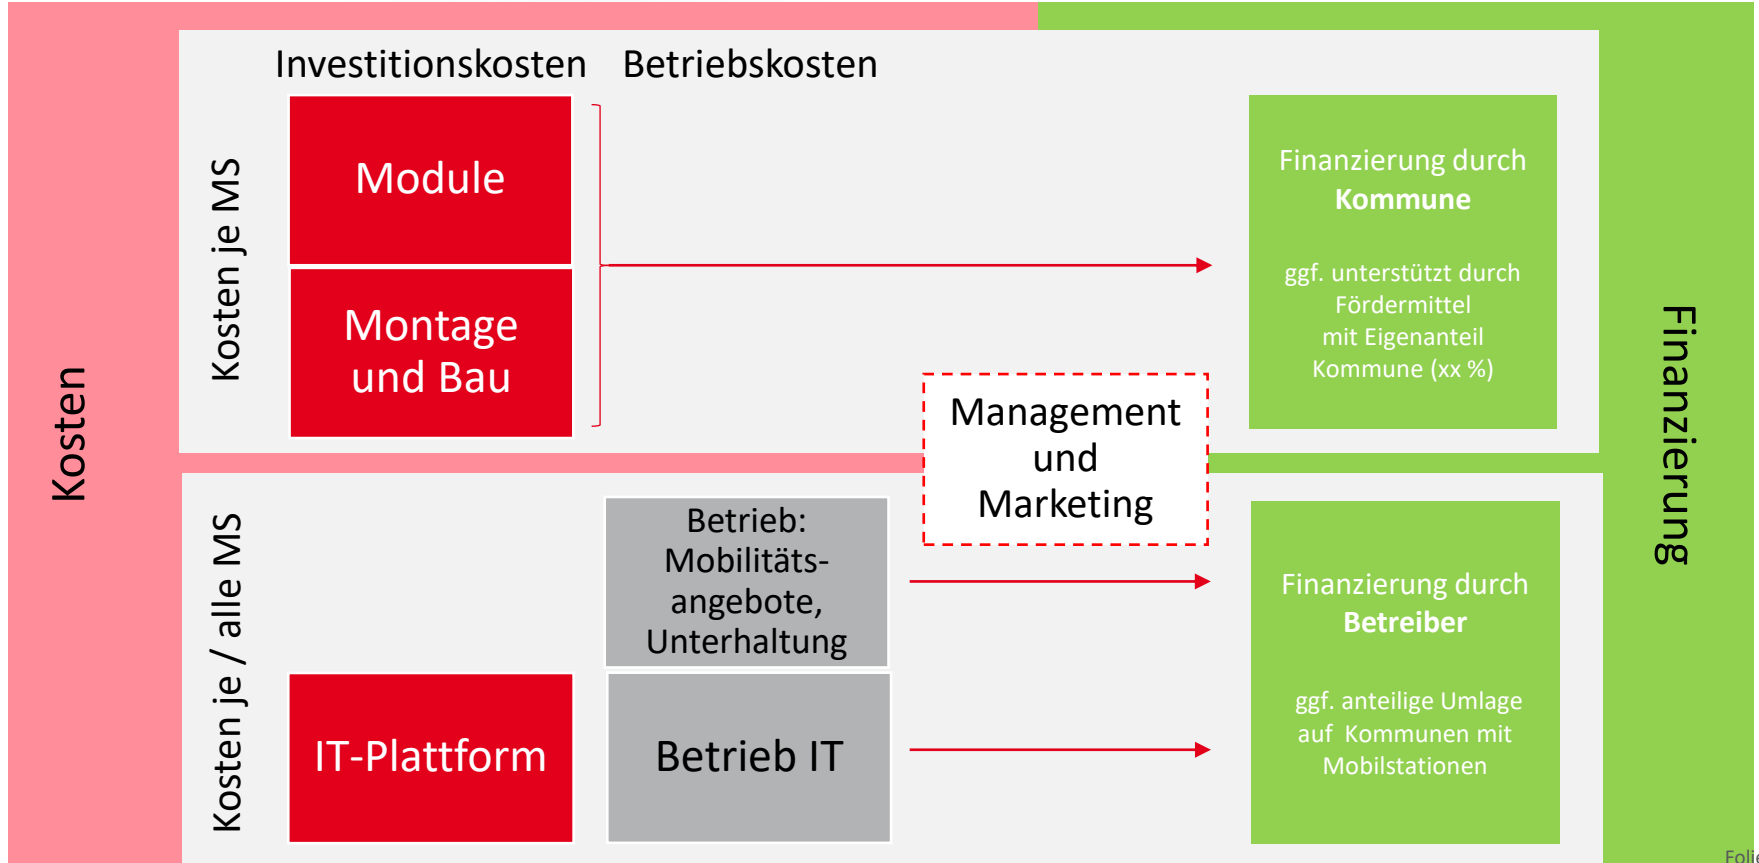 Kosten
Investitionskosten
Betriebskosten
Kosten je MS
Module
Montage
und Bau
Finanzierung durch
Kommune
ggf. unterstützt durch
Fördermittel
mit Eigenanteil
Kommune (xx %)
Management
und
Marketing
Kosten je / alle MS
Betrieb:
Mobilitäts-
angebote,
Unterhaltung
IT-Plattform
Betrieb IT
Finanzierung durch
Betreiber
ggf. anteilige Umlage
auf Kommunen mit
Mobilstationen
Finanzierung